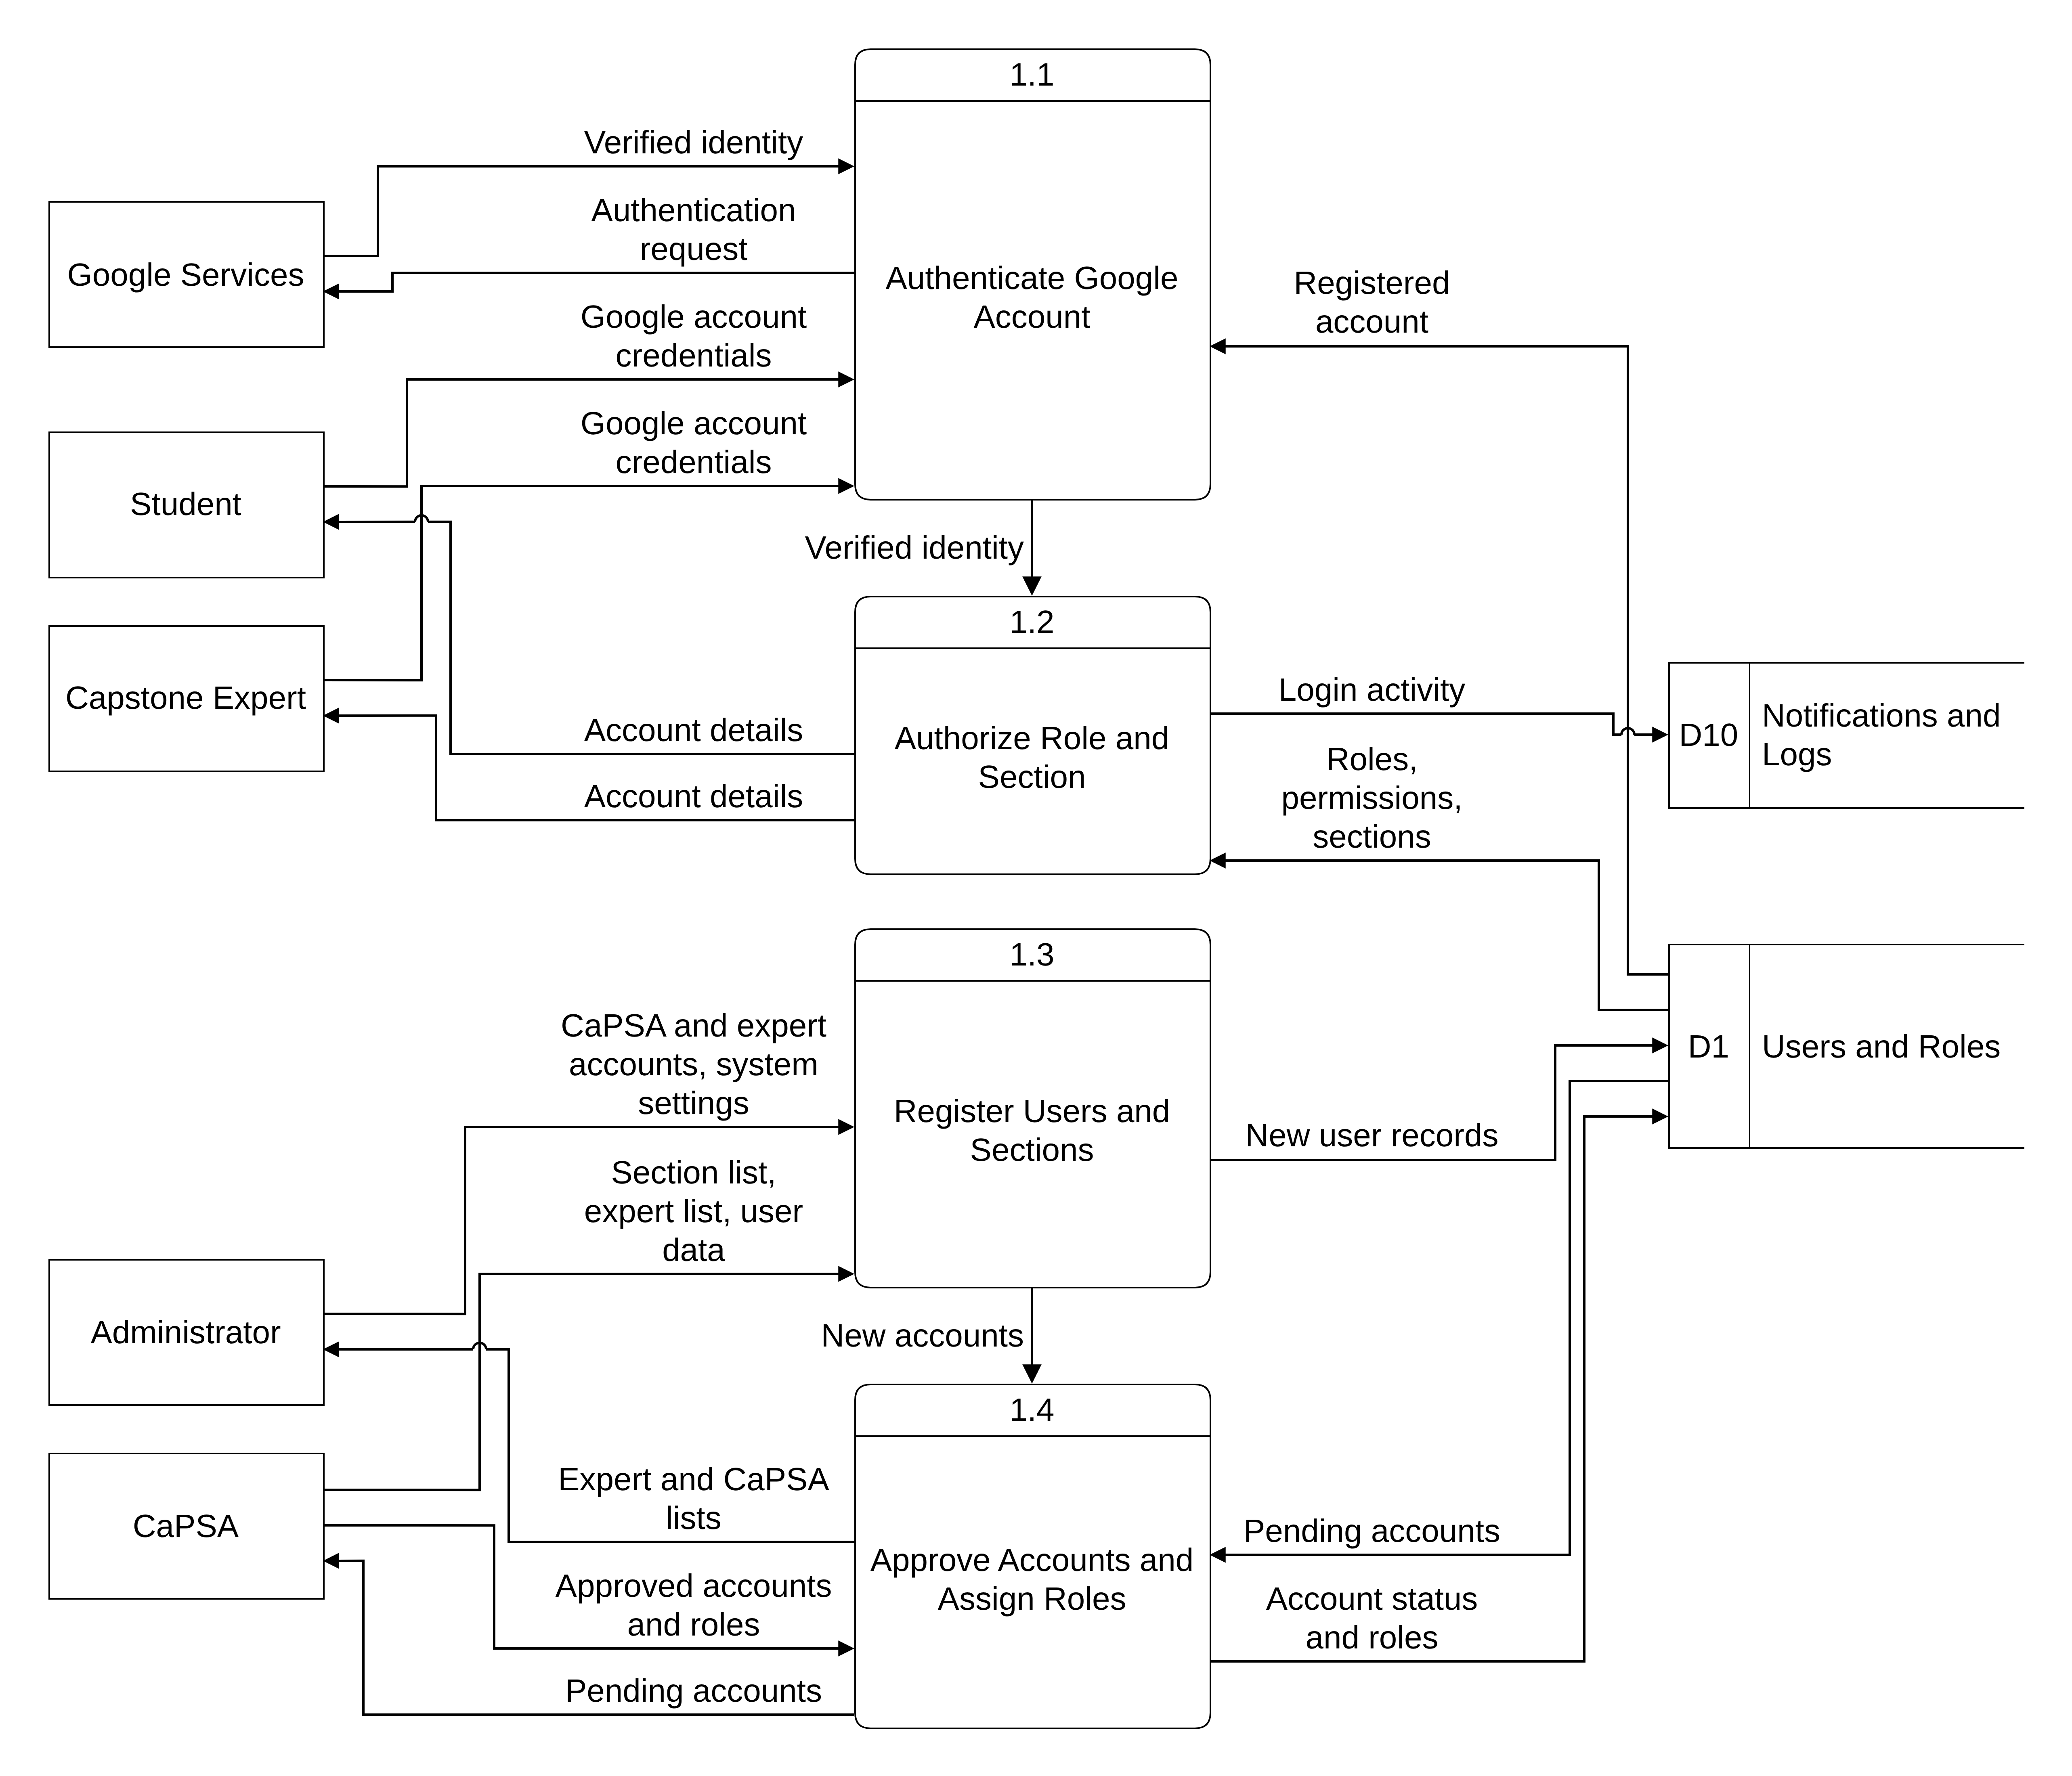 1.1
Verified identity
Authentication
request
Google Services
Authenticate Google
Account
Registered
account
Google account
credentials
Google account
credentials
Student
Verified identity
1.2
Capstone Expert
Login activity
Notifications and
Logs
D10
Account details
Authorize Role and
Section
Roles,
permissions,
sections
Account details
1.3
CaPSA and expert
accounts, system
settings
D1
Users and Roles
Register Users and
Sections
New user records
Section list,
expert list, user
data
Administrator
New accounts
1.4
Expert and CaPSA
lists
CaPSA
Pending accounts
Approve Accounts and
Assign Roles
Approved accounts
and roles
Account status
and roles
Pending accounts